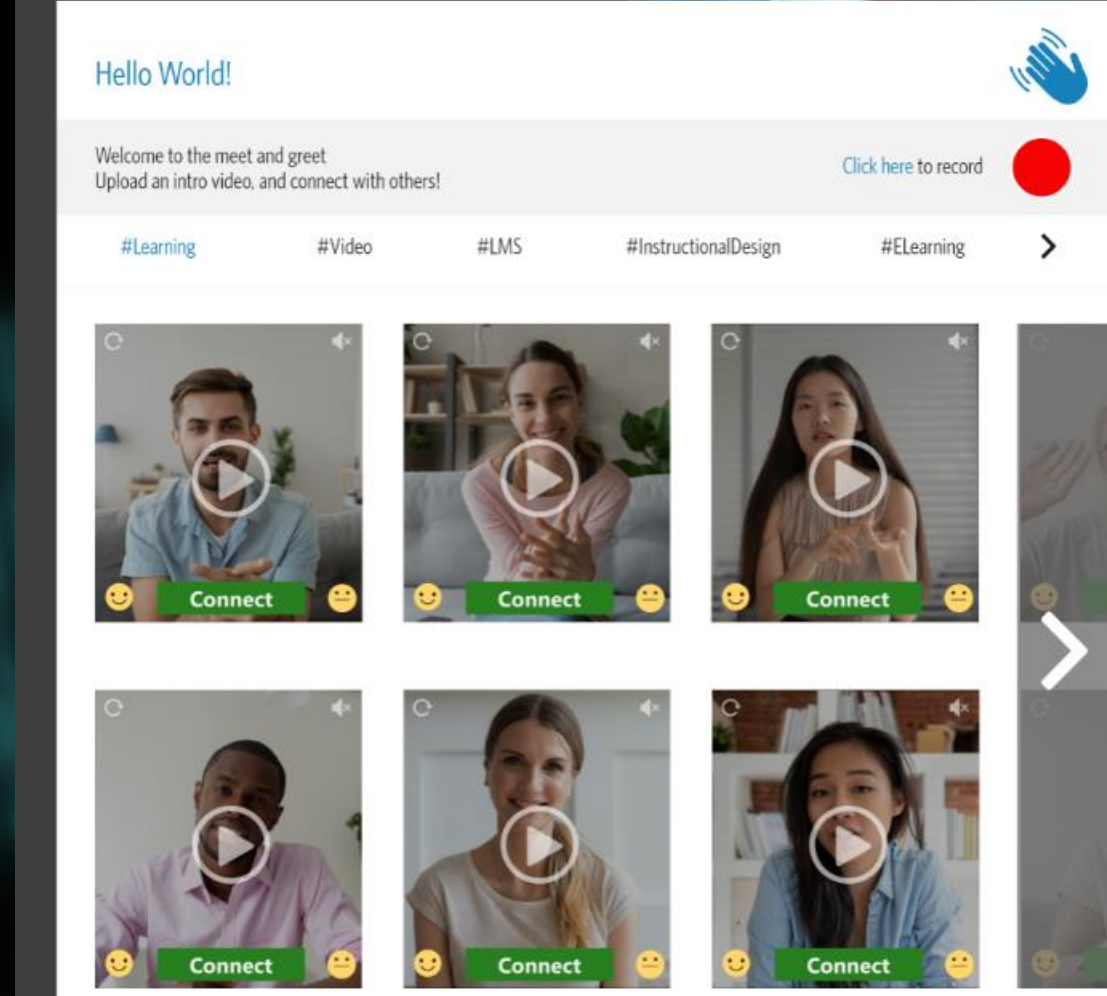 Hello World!
Welcome to the meet and greet
Upload an intro video, and connect with others!
Click here to record
#Learning
#Video
#LMS
#InstructionalDesign
#ELearning
Connect
Connect
Connect
Connect
Connect
Connect